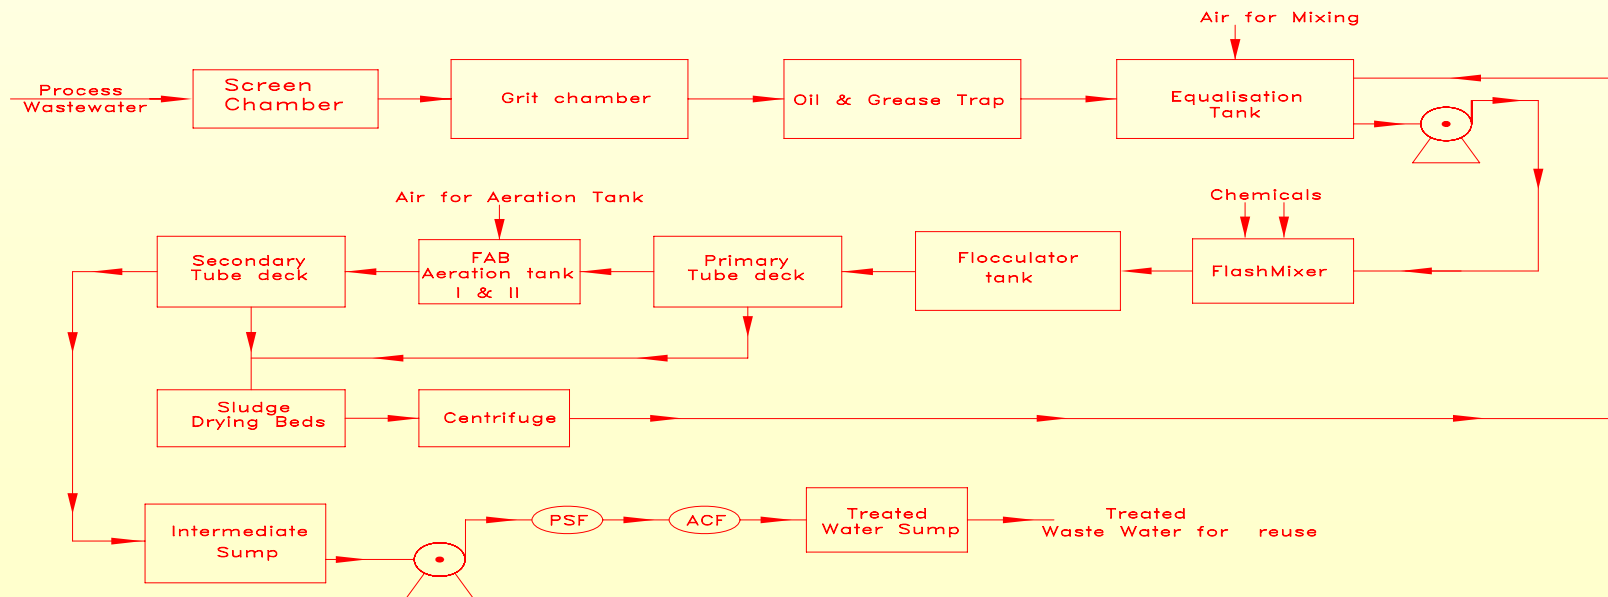 Air for Mixing
Process
Wastewater
Screen
Chamber
Grit chamber
Oil & Grease Trap
Equalisation
Tank
Air for Aeration Tank
Chemicals
Secondary
Tube deck
FAB
Aeration tank
I & II
Primary
Tube deck
Flocculator
tank
FlashMixer
Sludge
Drying Beds
Centrifuge
Intermediate
Sump
PSF
ACF
Treated
Water Sump
Treated
Waste Water for reuse